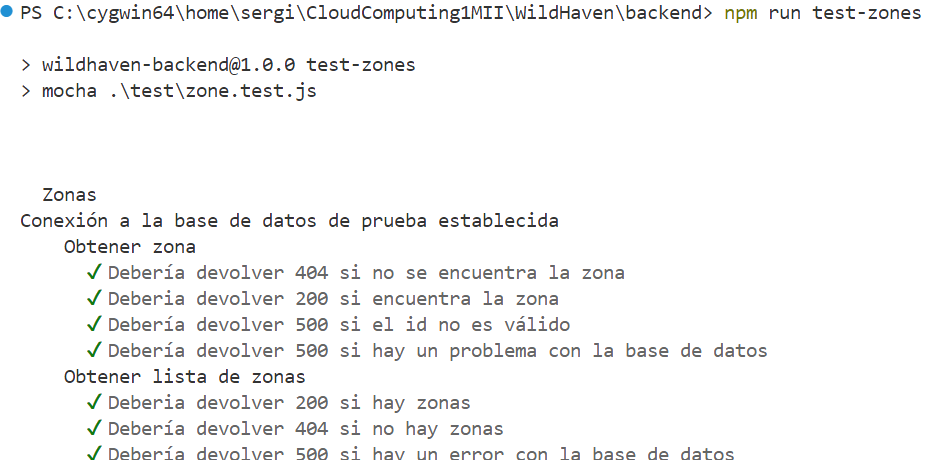 PS C:\cygwin64\home\sergi\CloudComputing1MII\WildHaven\backend> npm run test-zones
> wildhaven-backend@1.0.0 test-zones
> mocha .\test\zone.test.js
Zonas
Conexión a la base de datos de prueba establecida
Obtener zona
✓ Debería devolver 404 si no se encuentra la zona
✓ Deberia devolver 200 si encuentra la zona
✓ Debería devolver 500 si el id no es válido
✓ Debería devolver 500 si hay un problema con la base de datos
Obtener lista de zonas
✓ Deberia devolver 200 si hay zonas
✓ Debería devolver 404 si no hay zonas
✓ Debería devolver 500 si hay un error con la base de datos